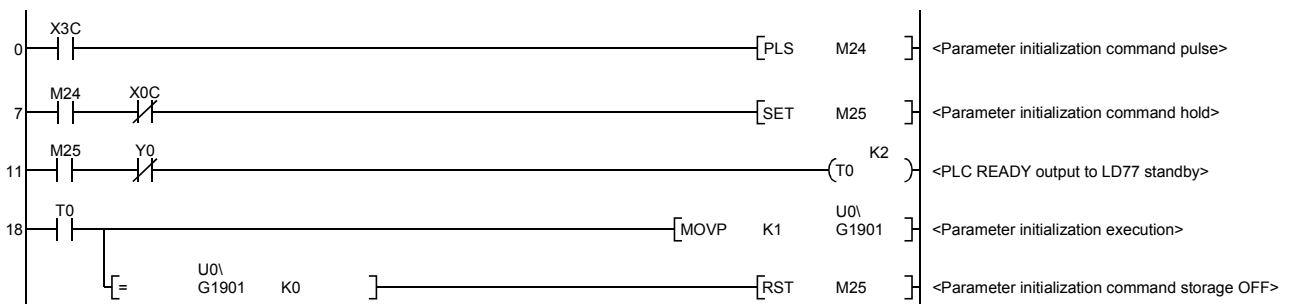 X3C
0 [PLS M24 ] <Parameter initialization command pulse>
M24 X0C
7 [SET M25 ] <Parameter initialization command hold>
M25 Y0 K2
11 (T0 ) <PLC READY output to LD77 standby>
T0 U0\
18 [MOVP K1 G1901 ] <Parameter initialization execution>
U0\
[= G1901 K0 ] [RST M25 ] <Parameter initialization command storage OFF>